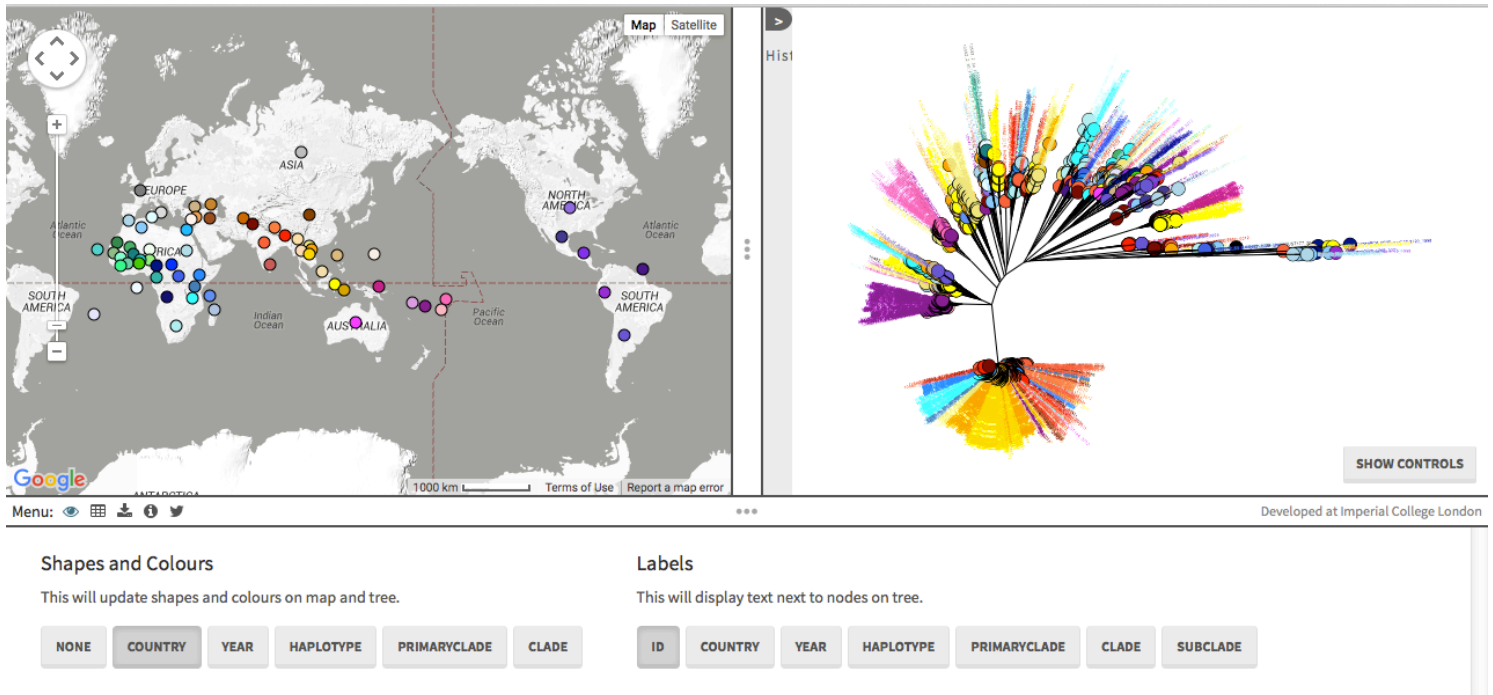 Map Satellite
>
Hist
ASIA
EUROPE
NORTH
AMERICA
Atlantic
Ocean
Atlantic
Ocean
AFRICA
SOUTH
AMERICA
SOUTH
AMERICA
Indian
Ocean
AUSTRALIA
Pacific
Ocean
+
−
Google
1000 km Terms of Use Report a map error
ANTARCTICA
SHOW CONTROLS
Menu:
Developed at Imperial College London
Shapes and Colours
Labels
This will update shapes and colours on map and tree.
This will display text next to nodes on tree.
NONE COUNTRY YEAR HAPLOTYPE PRIMARYCLADE CLADE
ID COUNTRY YEAR HAPLOTYPE PRIMARYCLADE CLADE SUBCLADE